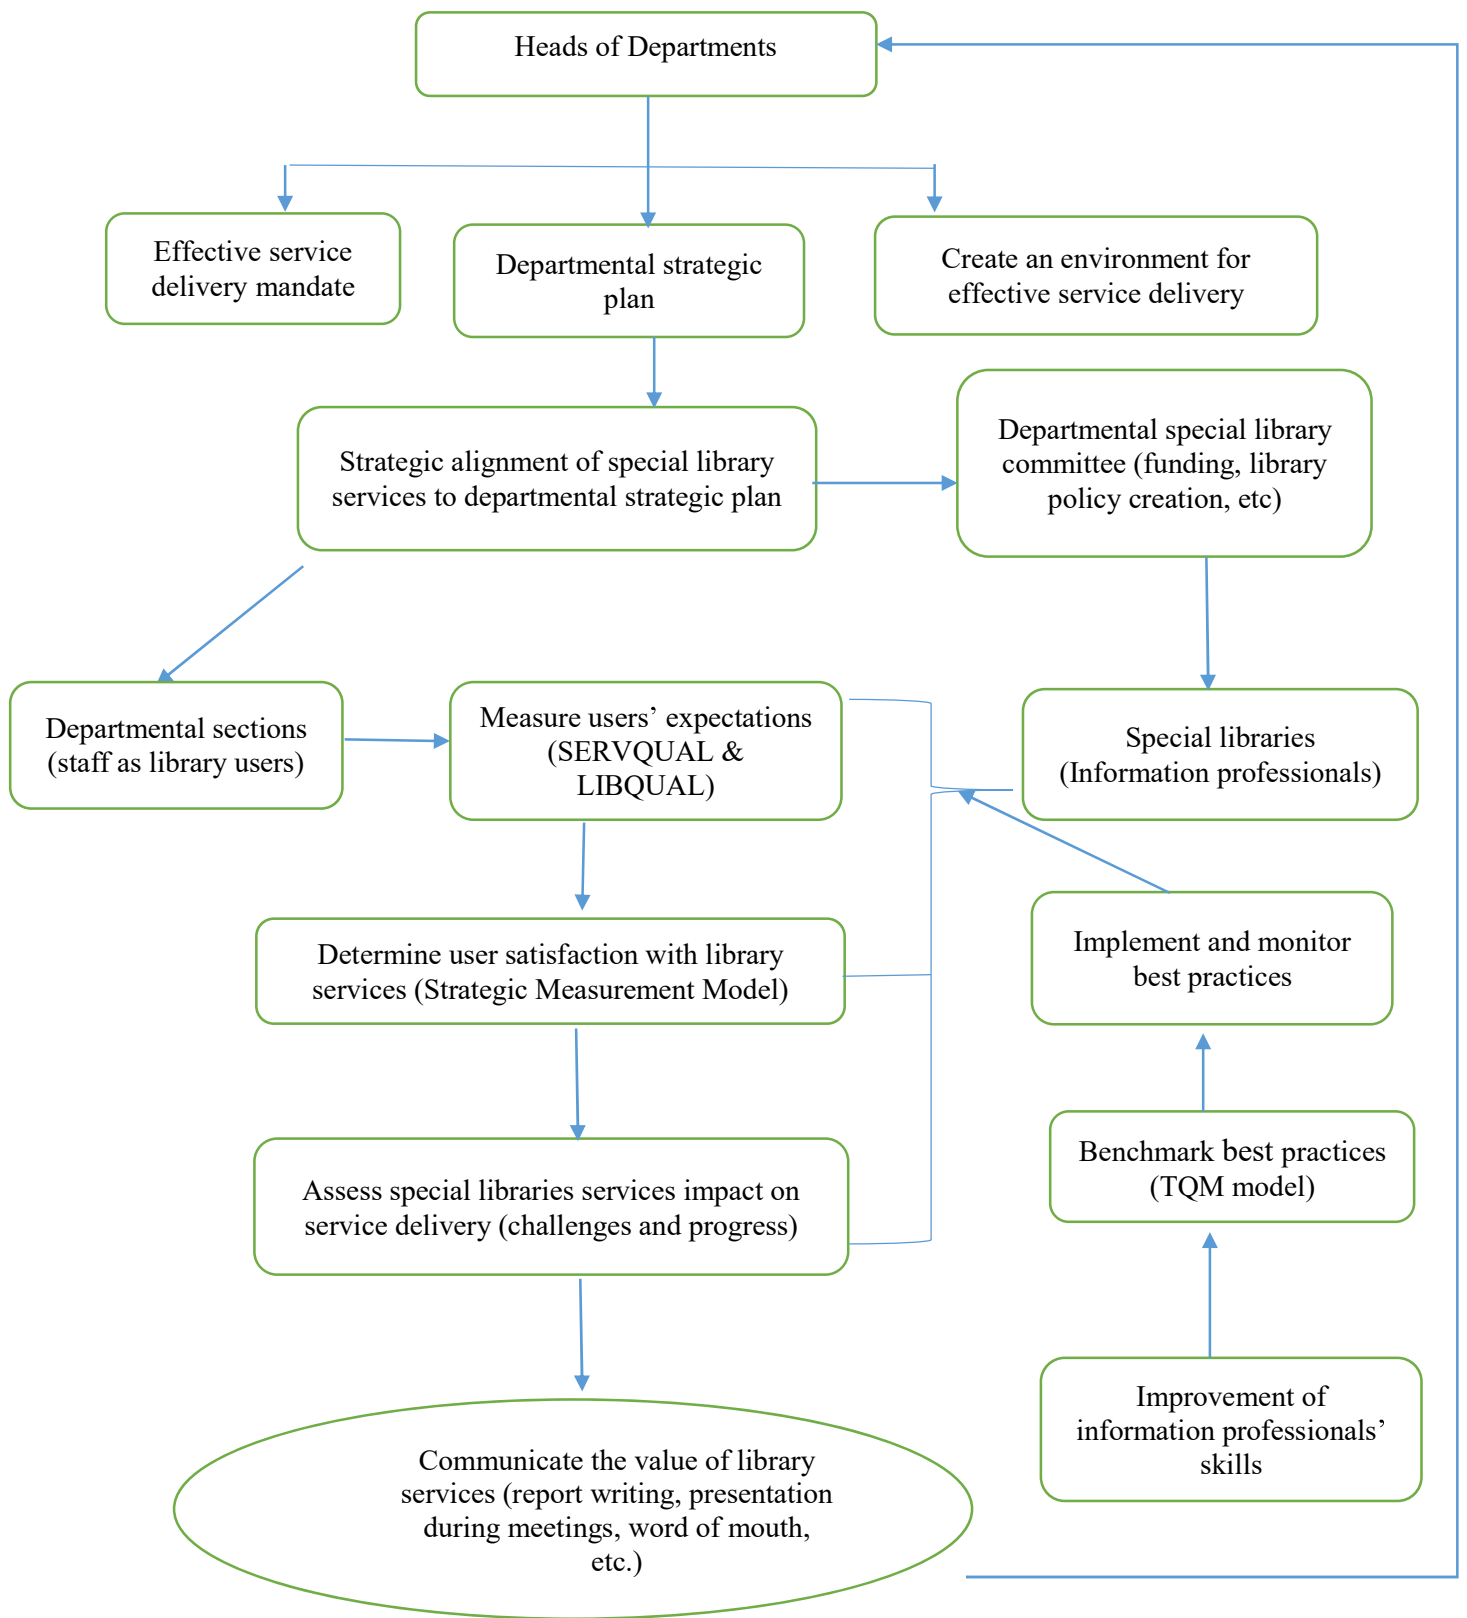 Heads of Departments
Effective service
delivery mandate
Departmental strategic
plan
Create an environment for
effective service delivery
Strategic alignment of special library
services to departmental strategic plan
Departmental special library
committee (funding, library
policy creation, etc)
Departmental sections
(staff as library users)
Measure users’ expectations
(SERVQUAL &
LIBQUAL)
Special libraries
(Information professionals)
Determine user satisfaction with library
services (Strategic Measurement Model)
Implement and monitor
best practices
Assess special libraries services impact on
service delivery (challenges and progress)
Benchmark best practices
(TQM model)
Improvement of
information professionals’
skills
Communicate the value of library
services (report writing, presentation
during meetings, word of mouth,
etc.)